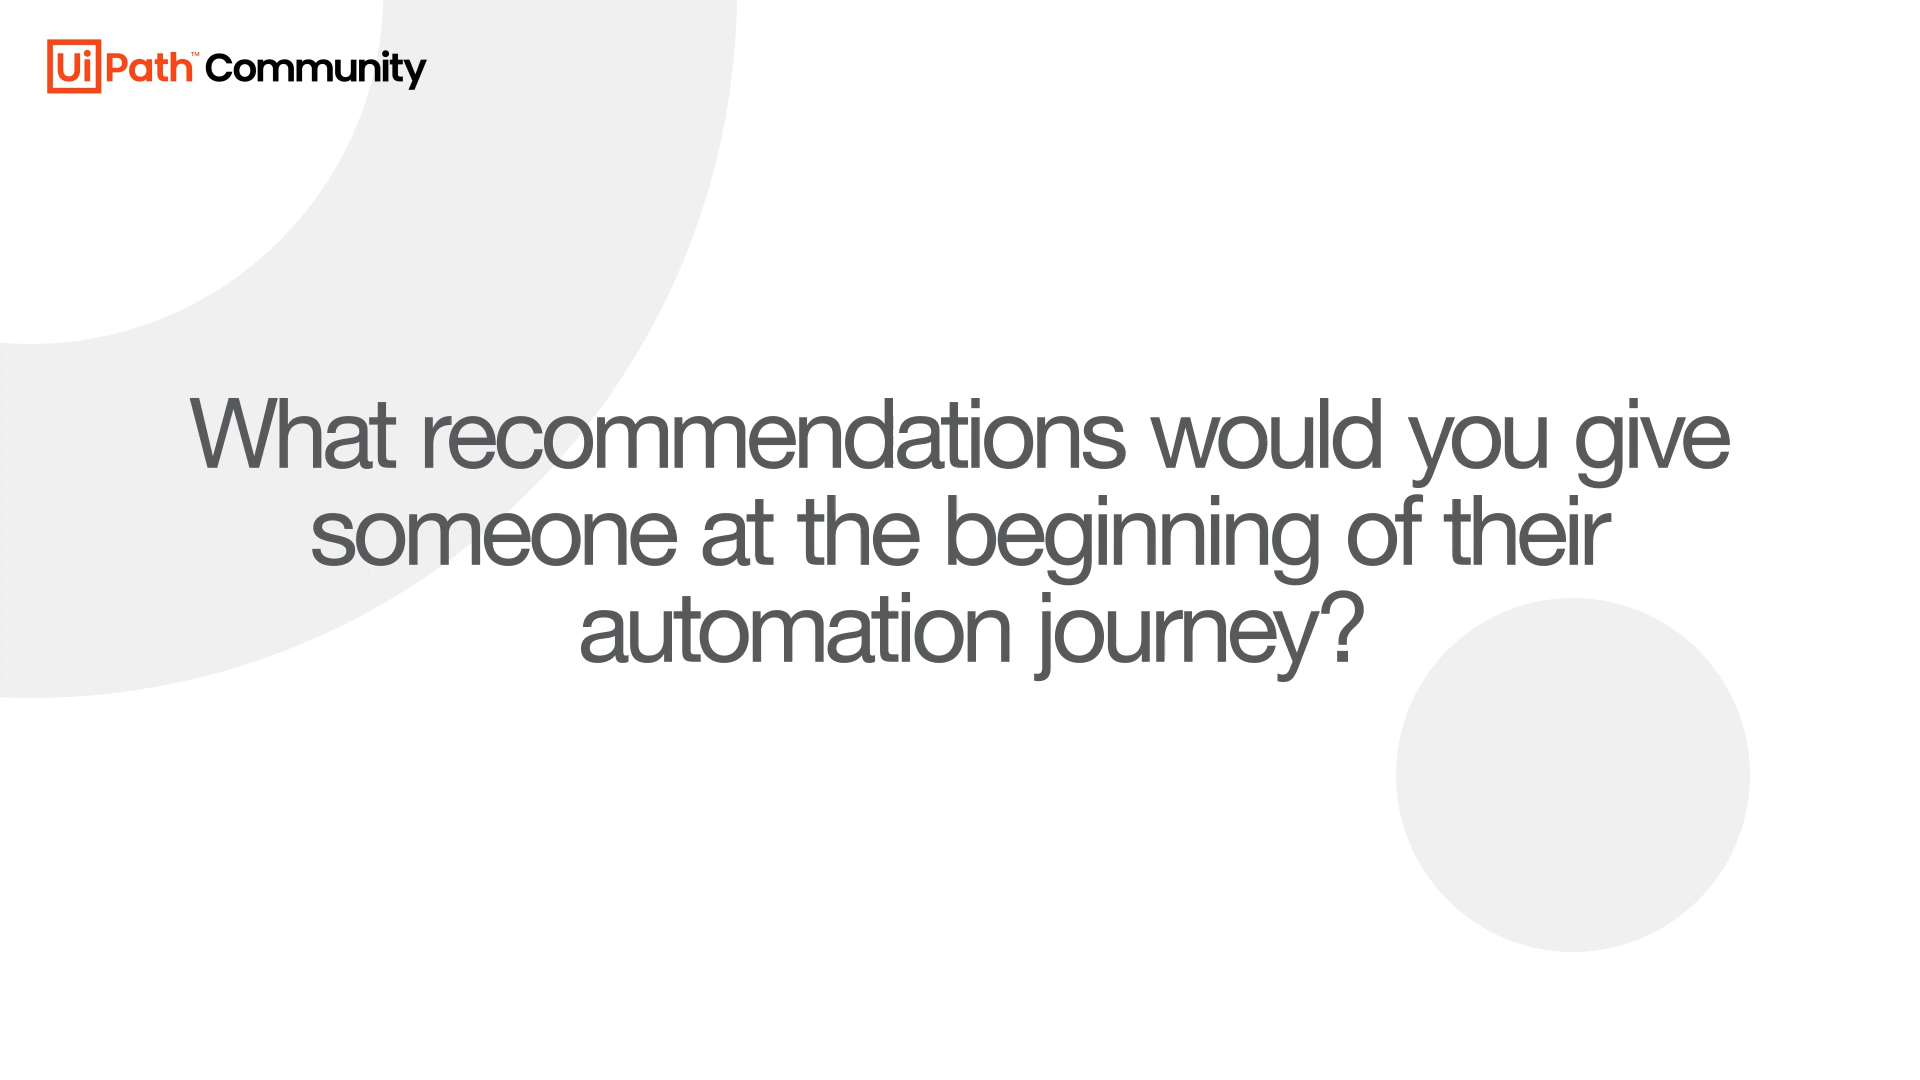 UiPath™ Community
What recommendations would you give
someone at the beginning of their
automation journey?